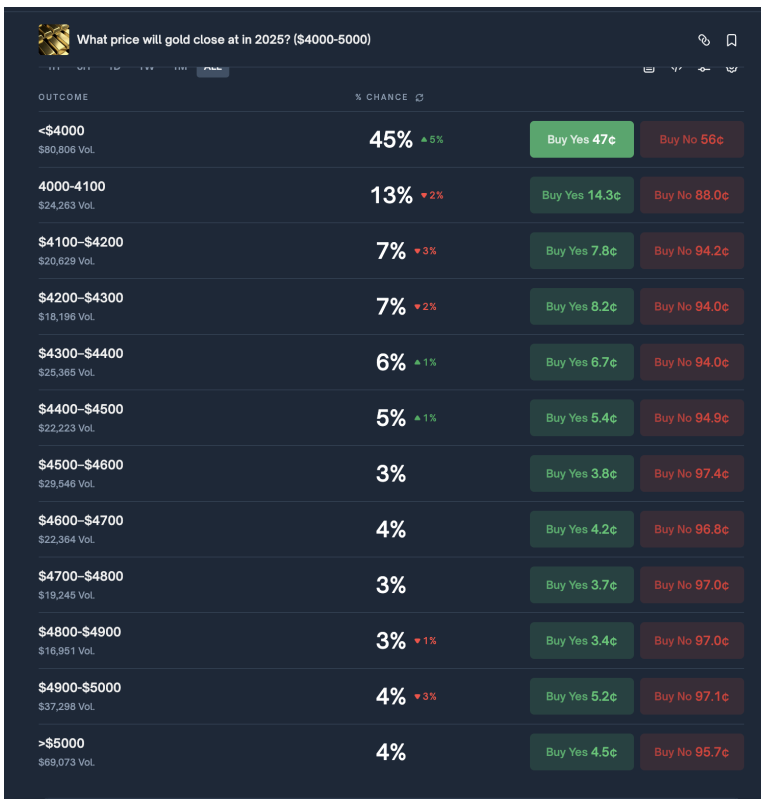 What price will gold close at in 2025? ($4000-5000)
1H 6H 1D 1W 1M ALL
OUTCOME % CHANCE
<$4000 45% 5% Buy Yes 47¢ Buy No 56¢
$80,806 Vol.
4000-4100 13% 2% Buy Yes 14.3¢ Buy No 88.0¢
$24,263 Vol.
$4100–$4200 7% 3% Buy Yes 7.8¢ Buy No 94.2¢
$20,629 Vol.
$4200–$4300 7% 2% Buy Yes 8.2¢ Buy No 94.0¢
$18,196 Vol.
$4300–$4400 6% 1% Buy Yes 6.7¢ Buy No 94.0¢
$25,365 Vol.
$4400–$4500 5% 1% Buy Yes 5.4¢ Buy No 94.9¢
$22,223 Vol.
$4500–$4600 3% Buy Yes 3.8¢ Buy No 97.4¢
$29,546 Vol.
$4600–$4700 4% Buy Yes 4.2¢ Buy No 96.8¢
$22,364 Vol.
$4700–$4800 3% Buy Yes 3.7¢ Buy No 97.0¢
$19,245 Vol.
$4800-$4900 3% 1% Buy Yes 3.4¢ Buy No 97.0¢
$16,951 Vol.
$4900-$5000 4% 3% Buy Yes 5.2¢ Buy No 97.1¢
$37,298 Vol.
>$5000 4% Buy Yes 4.5¢ Buy No 95.7¢
$69,073 Vol.